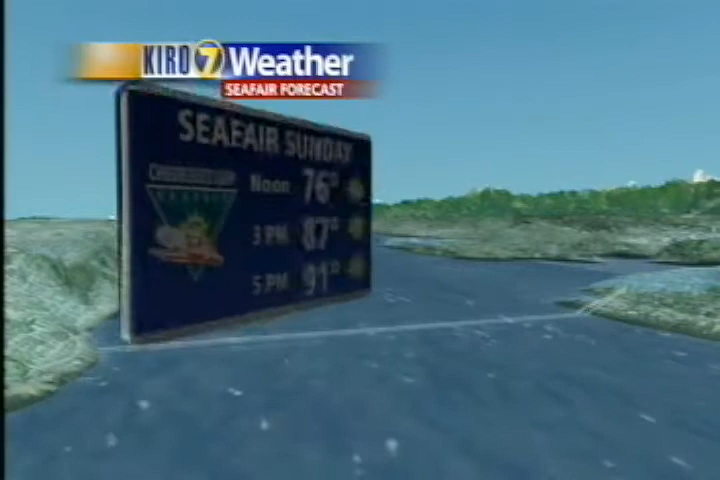 KIRO 7 Weather
SEAFAIR FORECAST
SEAFAIR SUNDAY
Noon 76°
3 PM 87°
5 PM 91°